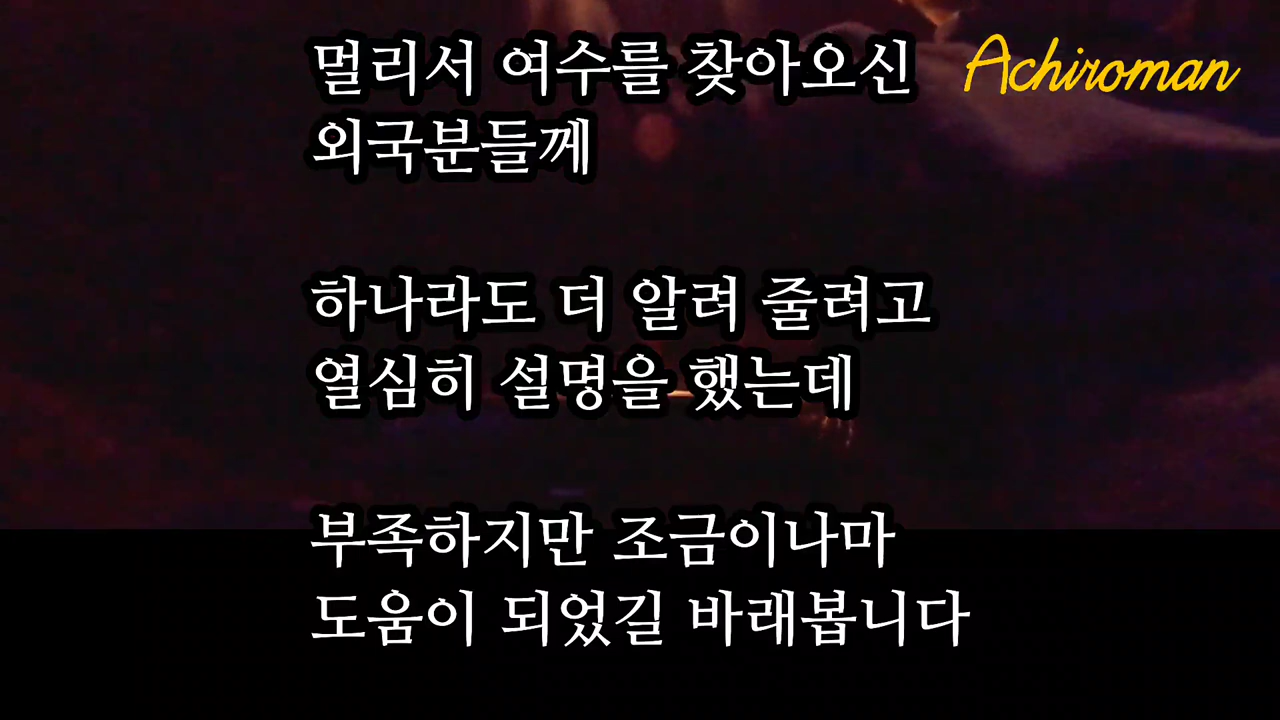 멀리서 여수를 찾아오신
Achiroman
외국분들께
하나라도 더 알려 줄려고
열심히 설명을 했는데
부족하지만 조금이나마
도움이 되었길 바래봅니다